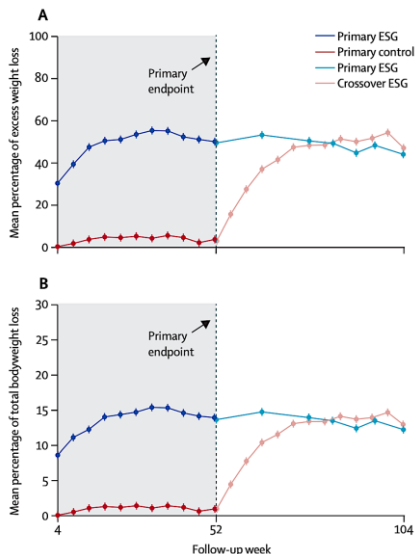 A
Mean percentage of excess weight loss
100
80
60
40
20
0
Primary
endpoint
Primary ESG
Primary control
Primary ESG
Crossover ESG
B
Mean percentage of total bodyweight loss
30
25
20
15
10
5
0
Primary
endpoint
4
52
104
Follow-up week